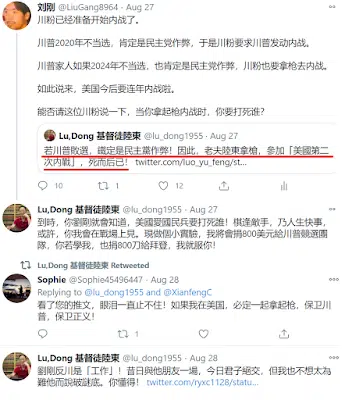 刘刚 @LiuGang8964 · Aug 27
川粉已经准备开始内战了。
川普2020年不当选，肯定是民主党作弊，于是川粉要求川普发动内战。
川普家人如果2024年不当选，也肯定是民主党作弊，川粉也要拿枪去内战。
如此说来，美国今后要连年内战啦。
能否请这位川粉说一下，当你拿起枪内战时，你要打死谁?
Lu,Dong 基督徒陸東 @lu_dong1955 · Aug 27
若川普敗選，鐵定是民主黨作弊！因此，老夫陸東拿槍，參加「美國第二
次內戰」，死而后已！ twitter.com/luo_yu_feng/st...
10
1
12
Lu,Dong 基督徒陸東 @lu_dong1955 · Aug 27
到時，你劉剛就會知道，美國愛國民兵要打死誰！棋逢敵手，乃人生快事，
或許，你我會在戰場上見。現做個小實驗，我將會捐800美元給川普競選團
隊，你若學我，也捐800刀給拜登，我就服你！
Lu,Dong 基督徒陸東 Retweeted
Sophie @Sophie45496447 · Aug 28
Replying to @lu_dong1955 and @XianfengC
看了您的推文，眼泪一直止不住！如果我在美国，必定一起拿起枪，保卫川
普，保卫正义！
1
Lu,Dong 基督徒陸東 @lu_dong1955 · Aug 28
劉剛反川是「工作」！昔日與他朋友一場，今日君子絕交，但我也不想太為
難他而說破謎底。你懂得！ twitter.com/ryxc1128/statu...